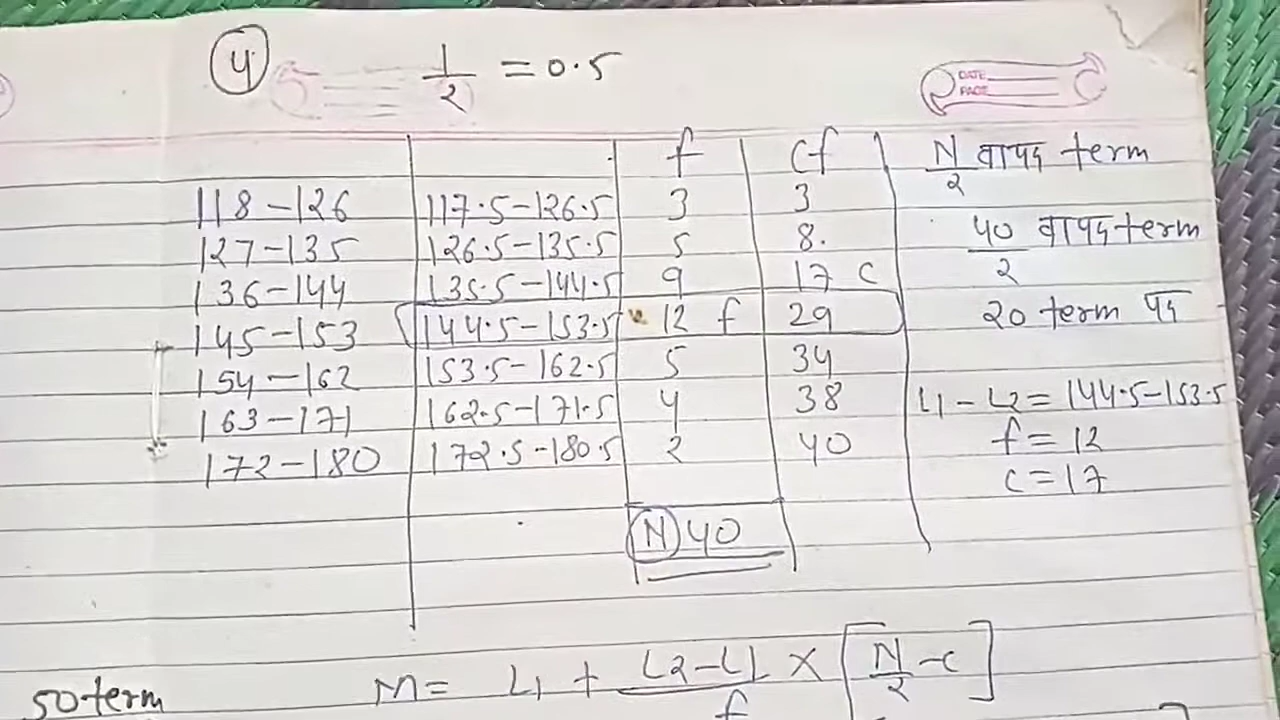 4 1/2 = 0.5
DATE
PAGE
f cf N/2 वापद term
118-126 117.5-126.5 3 3
127-135 126.5-135.5 5 8. 40/2 वापद term
136-144 135.5-144.5 9 17 C
145-153 144.5-153.5 12 f 29 20 term पद
154-162 153.5-162.5 5 34
163-171 162.5-171.5 4 38 L1-L2=144.5-153.5
172-180 172.5-180.5 2 40 f=12
c=17
N 40
M= L1 + L2-L1/f × [N/2 -c]
50 term